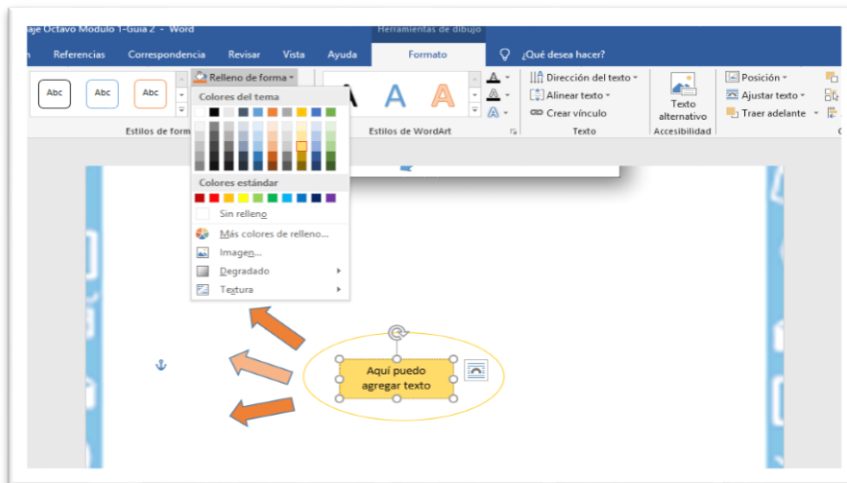 aje Octavo Modulo 1-Guia 2 - Word
Herramientas de dibujo
Referencias Correspondencia Revisar Vista Ayuda Formato ¿Qué desea hacer?
Abc Abc Abc
Relleno de forma
A A A
Dirección del texto
Alinear texto
Crear vínculo
Texto alternativo
Posición
Ajustar texto
Traer adelante
Estilos de form
Estilos de WordArt
Texto
Accesibilidad
Colores del tema
Colores estándar
Sin relleno
Más colores de relleno...
Imagen...
Degradado
Textura
Aquí puedo
agregar texto